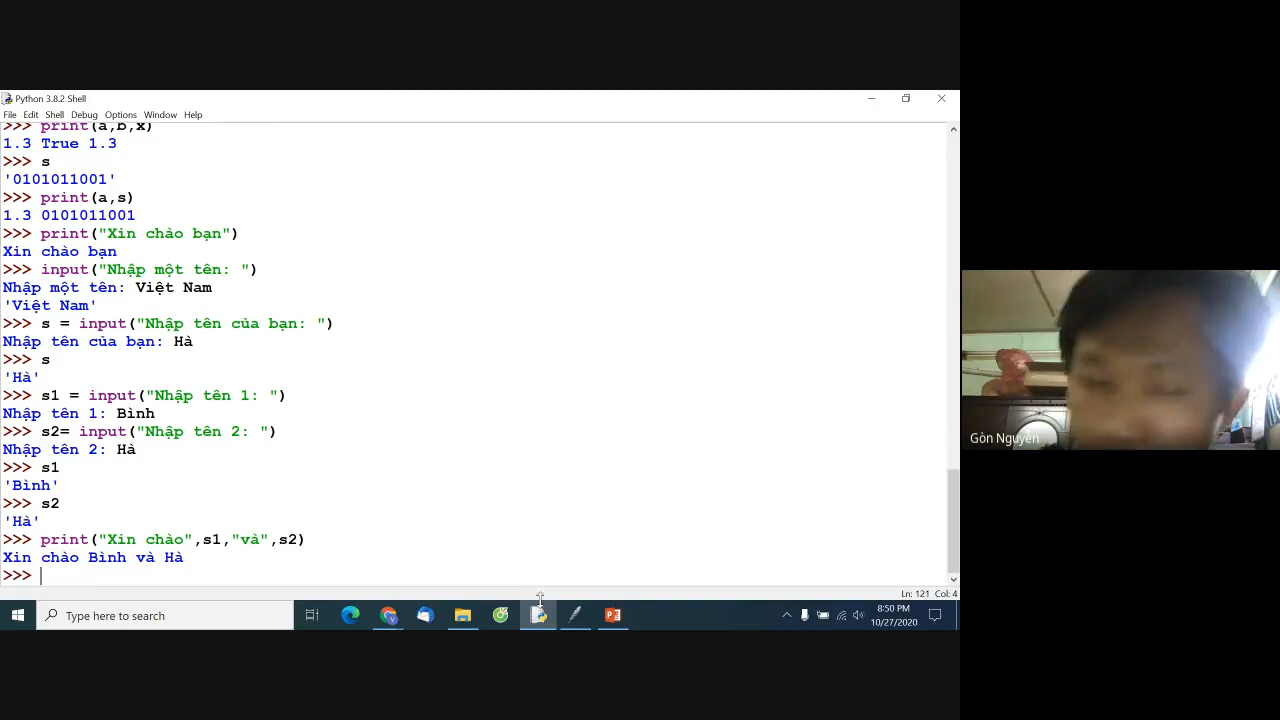 Python 3.8.2 Shell
File Edit Shell Debug Options Window Help
>>> print(a,b,x)
1.3 True 1.3
>>> s
'0101011001'
>>> print(a,s)
1.3 0101011001
>>> print("Xin chào bạn")
Xin chào bạn
>>> input("Nhập một tên: ")
Nhập một tên: Việt Nam
'Việt Nam'
>>> s = input("Nhập tên của bạn: ")
Nhập tên của bạn: Hà
>>> s
'Hà'
>>> s1 = input("Nhập tên 1: ")
Nhập tên 1: Bình
>>> s2= input("Nhập tên 2: ")
Nhập tên 2: Hà
>>> s1
'Bình'
>>> s2
'Hà'
>>> print("Xin chào",s1,"và",s2)
Xin chào Bình và Hà
>>>
Ln: 121 Col: 4
Type here to search
8:50 PM
10/27/2020
Gòn Nguyễn